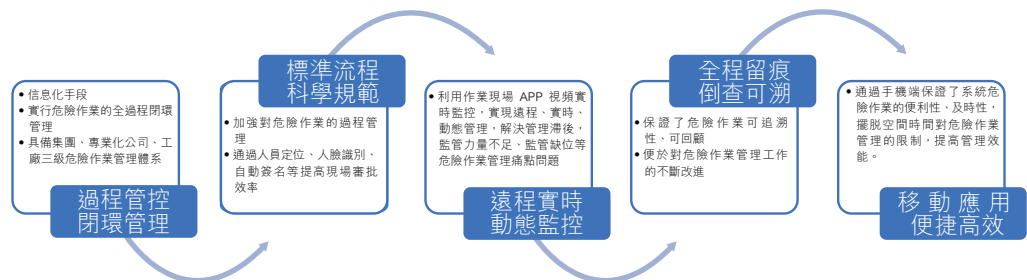 • 信息化手段
• 實行危險作業的全過程閉環
管理
• 具備集團、專業化公司、工
廠三級危險作業管理體系
過程管控
閉環管理
標準流程
科學規範
• 加強對危險作業的過程管
理
• 通過人員定位、人臉識別、
自動簽名等提高現場審批
效率
• 利用作業現場 APP 視頻實
時監控，實現遠程、實時、
動態管理，解決管理滯後，
監管力量不足、監管缺位等
危險作業管理痛點問題
遠程實時
動態監控
全程留痕
倒查可溯
• 保證了危險作業可追溯
性、可回顧
• 便於對危險作業管理工作
的不斷改進
• 通過手機端保證了系統危
險作業的便利性、及時性，
擺脫空間時間對危險作業
管理的限制，提高管理效
能。
移動應用
便捷高效